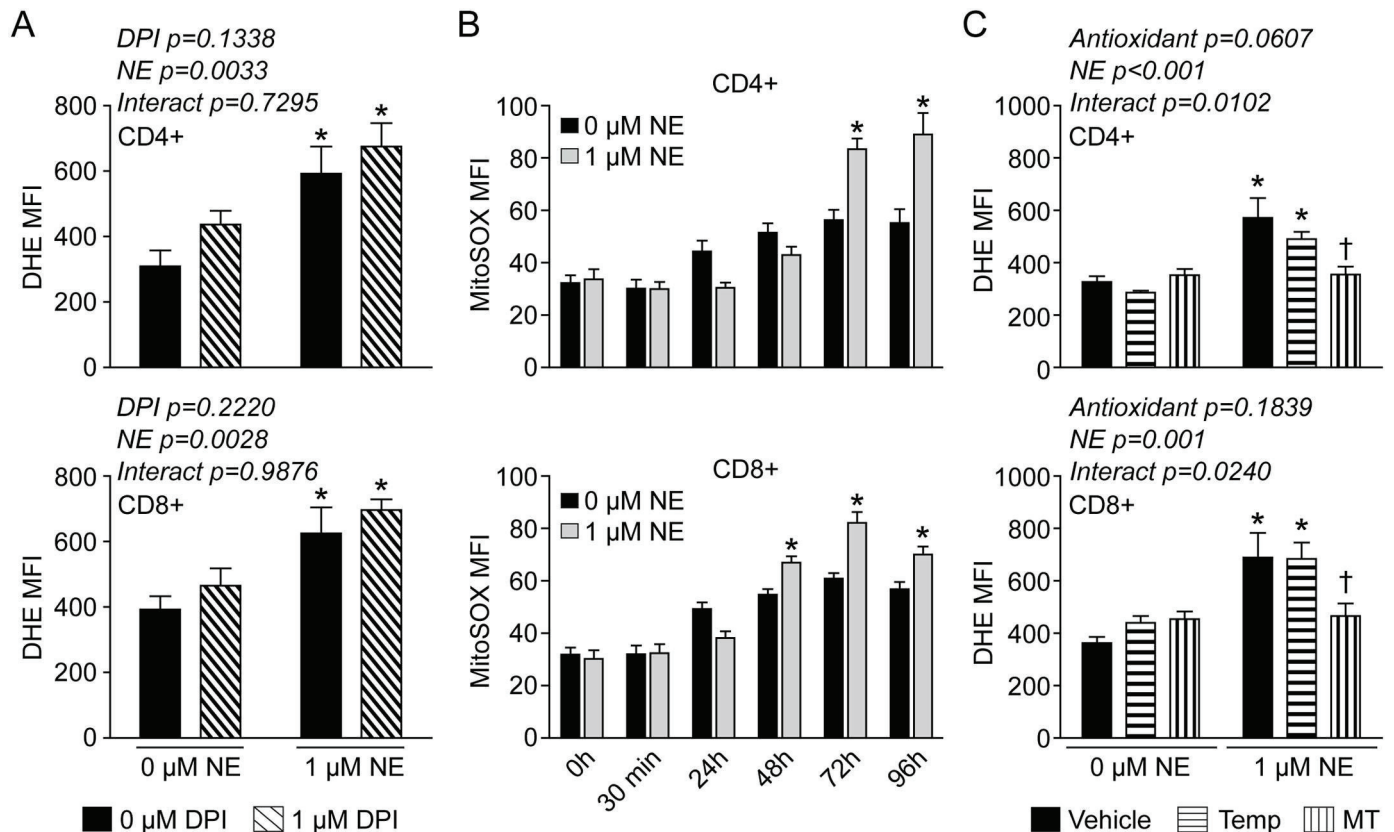 A
DPI p=0.1338
NE p=0.0033
Interact p=0.7295
CD4+
DHE MFI
800
600
400
200
0
*
*
DPI p=0.2220
NE p=0.0028
Interact p=0.9876
CD8+
DHE MFI
800
600
400
200
0
*
*
0 µM NE
1 µM NE
0 µM DPI
1 µM DPI
B
CD4+
0 µM NE
1 µM NE
MitoSOX MFI
100
80
60
40
20
0
*
*
CD8+
0 µM NE
1 µM NE
MitoSOX MFI
100
80
60
40
20
0
*
*
*
0h
30 min
24h
48h
72h
96h
C
Antioxidant p=0.0607
NE p<0.001
Interact p=0.0102
CD4+
DHE MFI
1000
800
600
400
200
0
*
*
†
Antioxidant p=0.1839
NE p=0.001
Interact p=0.0240
CD8+
DHE MFI
1000
800
600
400
200
0
*
*
†
0 µM NE
1 µM NE
Vehicle
Temp
MT